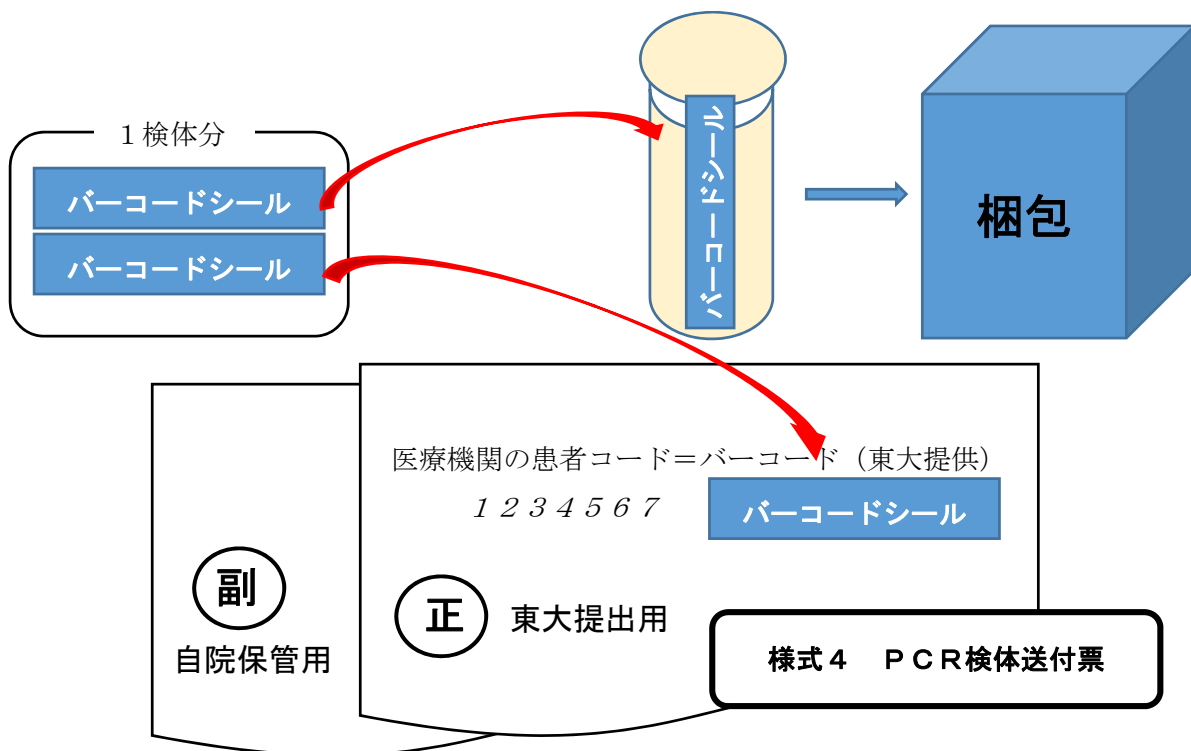 １検体分
バーコードシール
バーコードシール
バーコードシール
梱包
医療機関の患者コード＝バーコード（東大提供）
１２３４５６７
バーコードシール
副
自院保管用
正
東大提出用
様式４　ＰＣＲ検体送付票